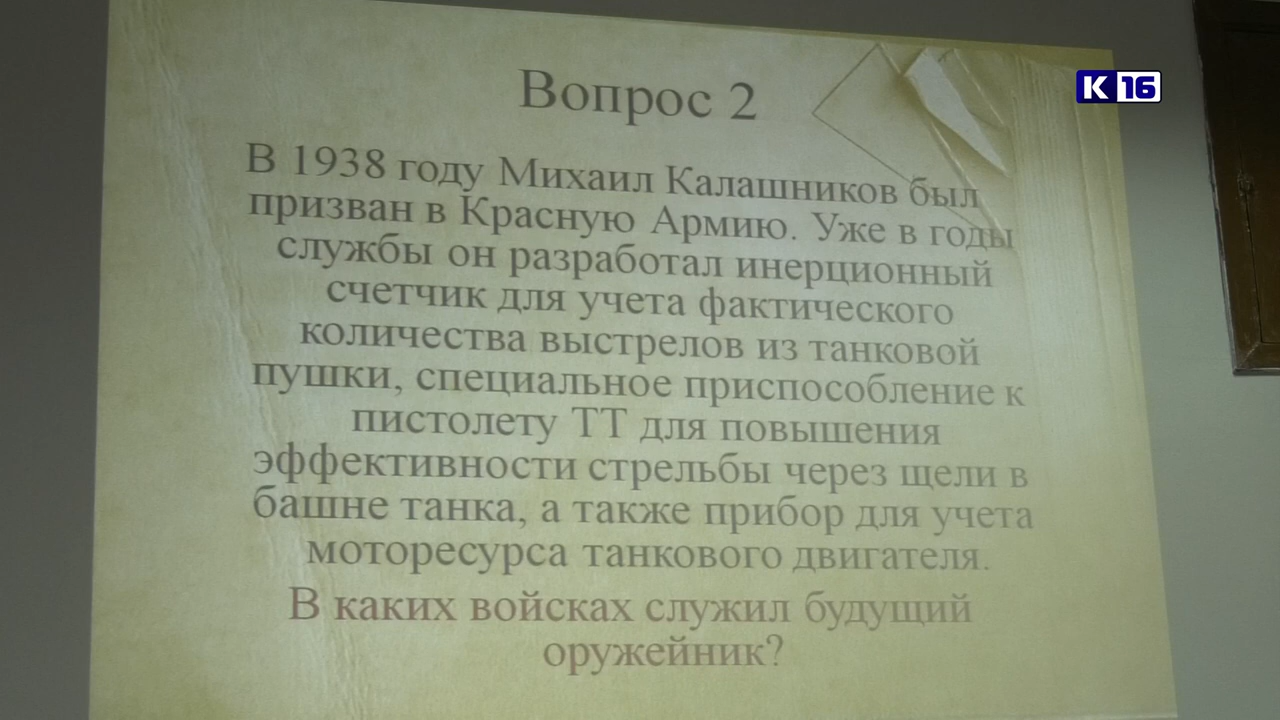 К 16
Вопрос 2
В 1938 году Михаил Калашников был
призван в Красную Армию. Уже в годы
службы он разработал инерционный
счетчик для учета фактического
количества выстрелов из танковой
пушки, специальное приспособление к
пистолету ТТ для повышения
эффективности стрельбы через щели в
башне танка, а также прибор для учета
моторесурса танкового двигателя.
В каких войсках служил будущий
оружейник?